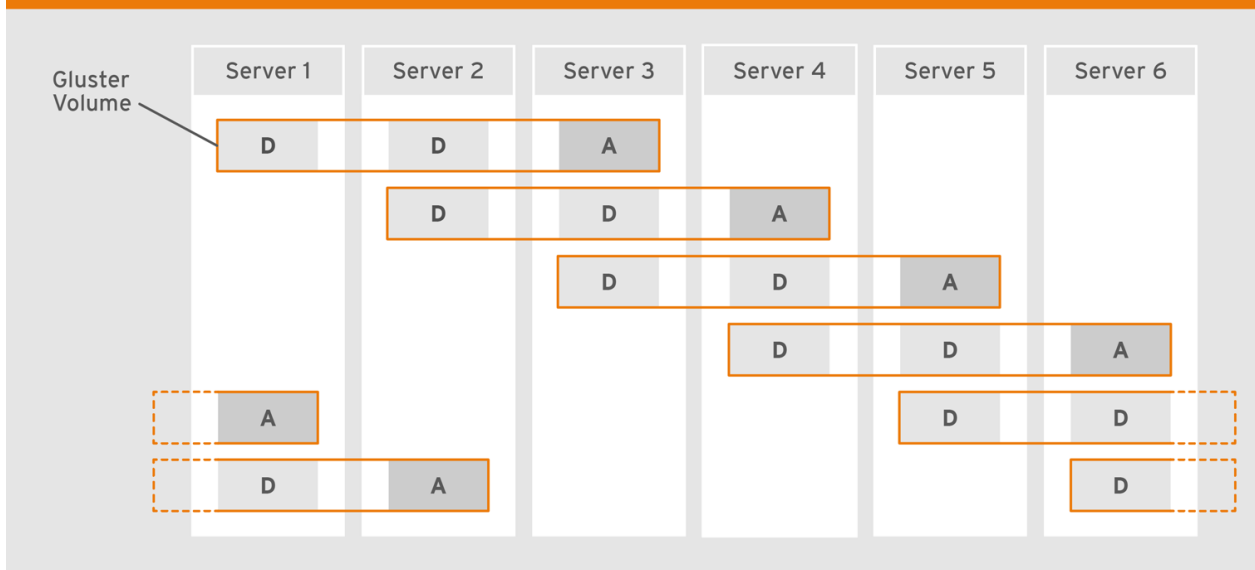 Gluster
Volume
Server 1
Server 2
Server 3
Server 4
Server 5
Server 6
D D A
D D A
D D A
D D A
A D D
D A D